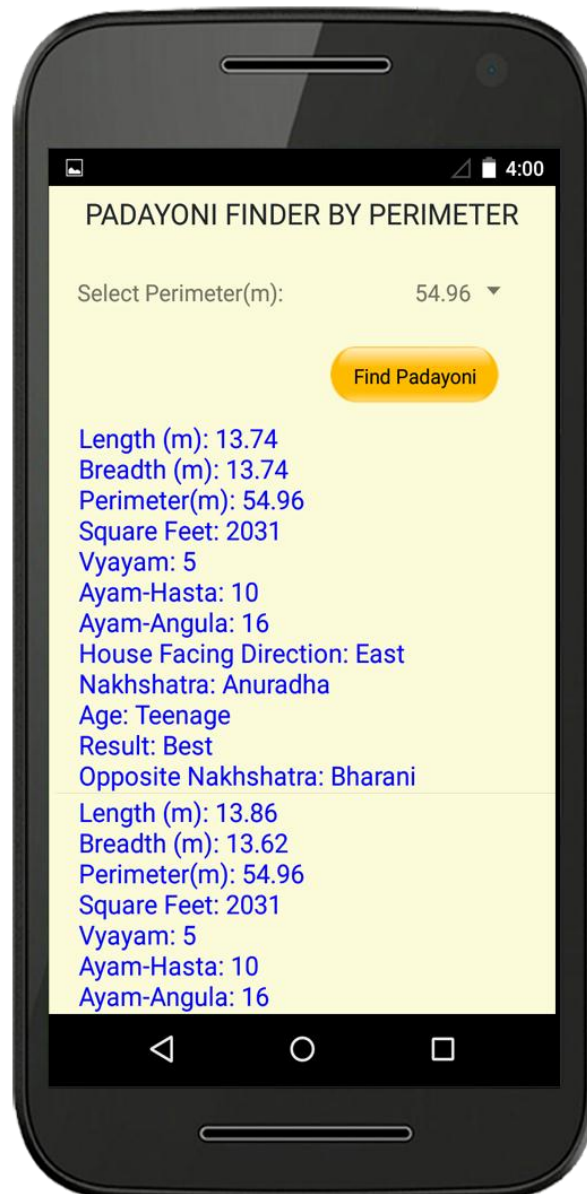 4:00
PADAYONI FINDER BY PERIMETER
Select Perimeter(m): 54.96
Find Padayoni
Length (m): 13.74
Breadth (m): 13.74
Perimeter(m): 54.96
Square Feet: 2031
Vyayam: 5
Ayam-Hasta: 10
Ayam-Angula: 16
House Facing Direction: East
Nakhshatra: Anuradha
Age: Teenage
Result: Best
Opposite Nakhshatra: Bharani
Length (m): 13.86
Breadth (m): 13.62
Perimeter(m): 54.96
Square Feet: 2031
Vyayam: 5
Ayam-Hasta: 10
Ayam-Angula: 16